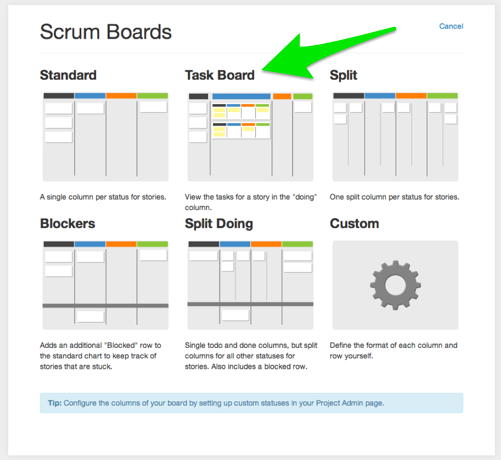 Scrum Boards
Cancel
Standard
Task Board
Split
A single column per status for stories.
View the tasks for a story in the "doing"
column.
One split column per status for stories.
Blockers
Split Doing
Custom
Adds an additional "Blocked" row to
the standard chart to keep track of
stories that are stuck.
Single todo and done columns, but split
columns for all other statuses for
stories. Also includes a blocked row.
Define the format of each column and
row yourself.
Tip: Configure the columns of your board by setting up custom statuses in your Project Admin page.